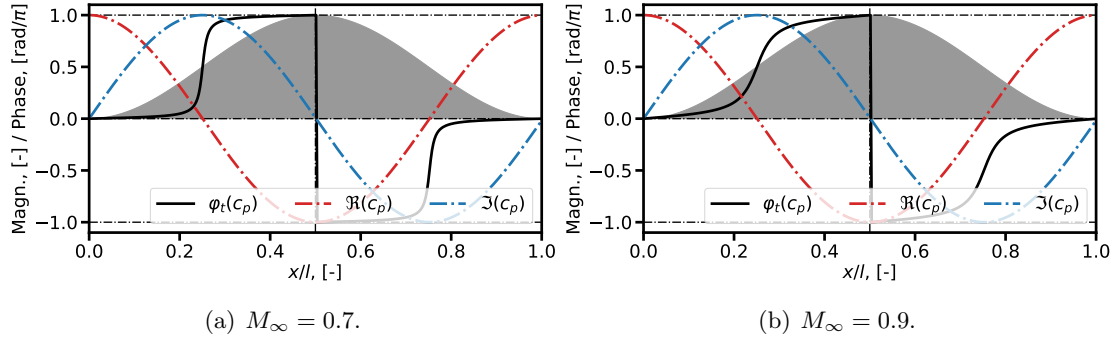 Magn., [-] / Phase, [rad/π]
1.0
0.5
0.0
−0.5
−1.0
φt(cp) ℜ(cp) ℑ(cp)
0.0 0.2 0.4 0.6 0.8 1.0
x/l, [-]
(a) M∞ = 0.7.
Magn., [-] / Phase, [rad/π]
1.0
0.5
0.0
−0.5
−1.0
φt(cp) ℜ(cp) ℑ(cp)
0.0 0.2 0.4 0.6 0.8 1.0
x/l, [-]
(b) M∞ = 0.9.